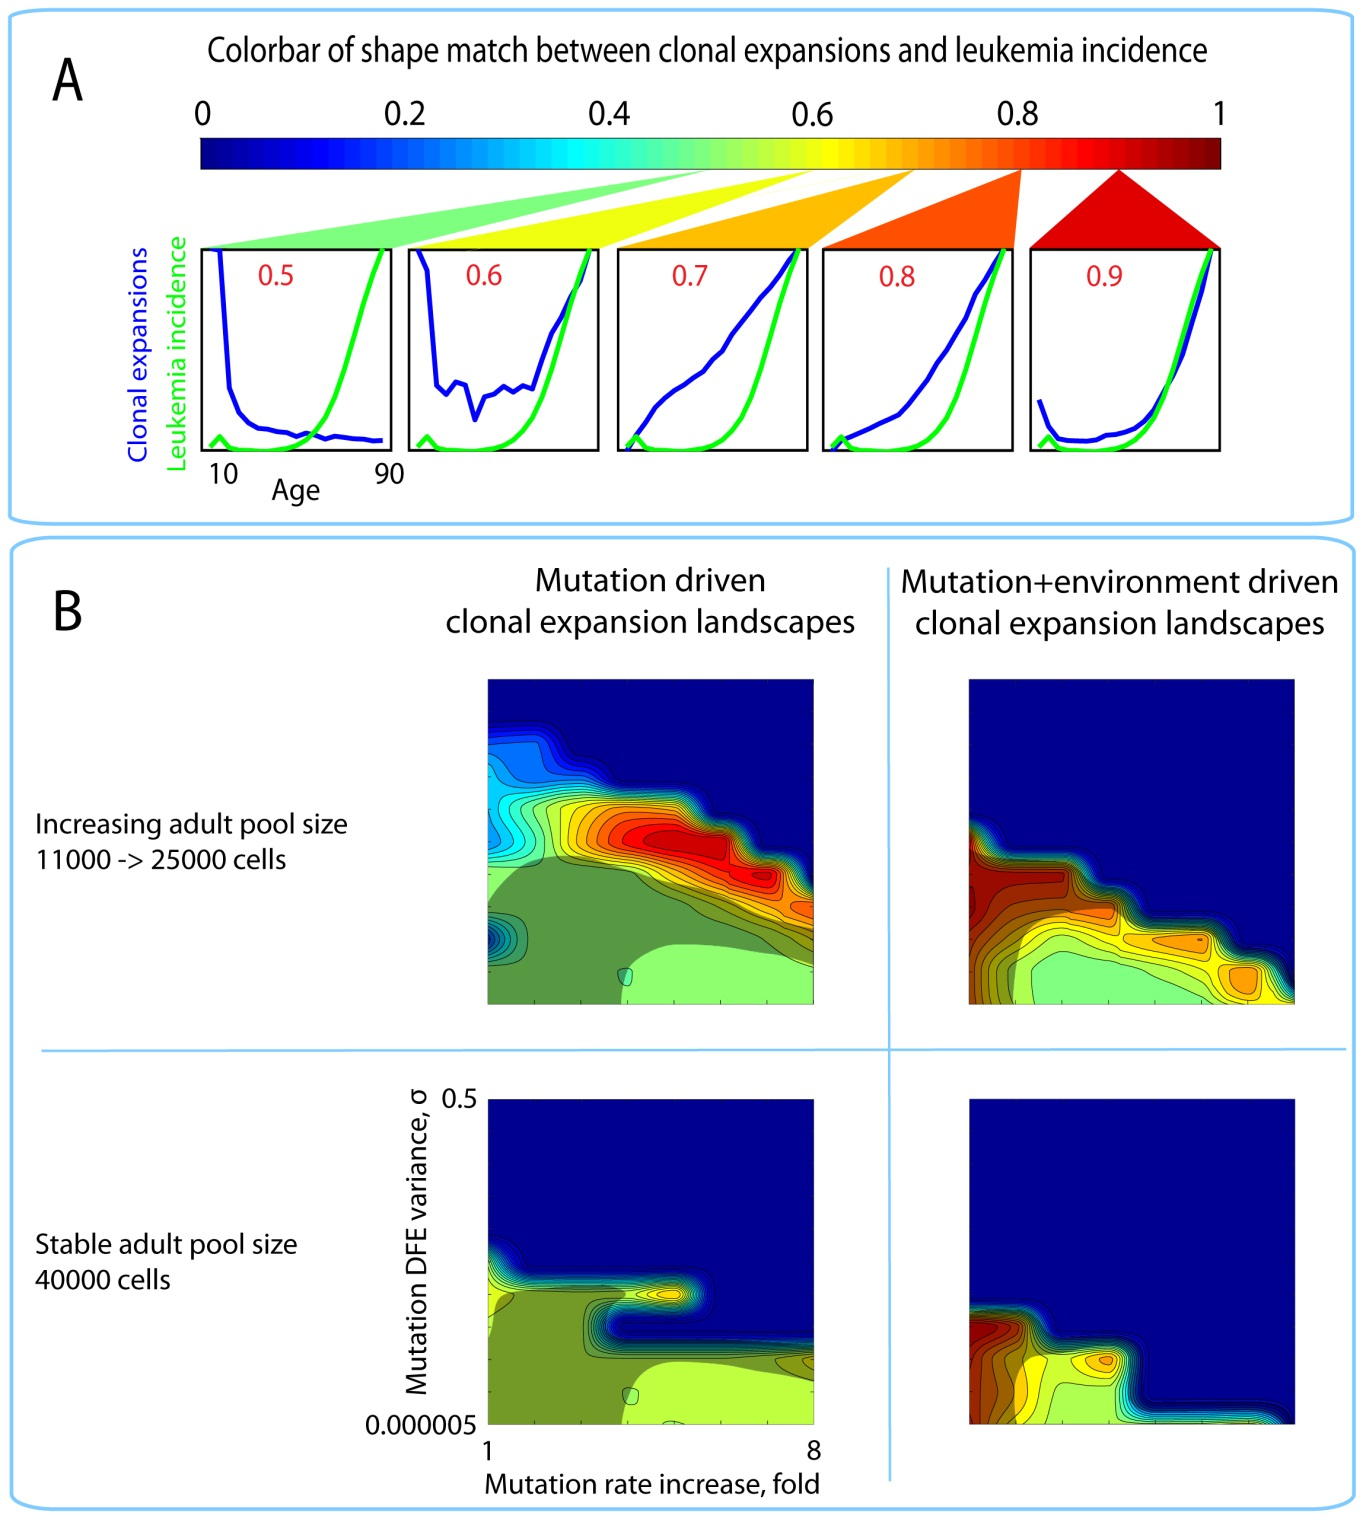 A
Colorbar of shape match between clonal expansions and leukemia incidence
0 0.2 0.4 0.6 0.8 1
Clonal expansions
Leukemia incidence
0.5 0.6 0.7 0.8 0.9
10 90
Age
B
Mutation driven
clonal expansion landscapes
Mutation+environment driven
clonal expansion landscapes
Increasing adult pool size
11000 -> 25000 cells
Stable adult pool size
40000 cells
Mutation DFE variance, σ
0.5
0.000005
1 8
Mutation rate increase, fold